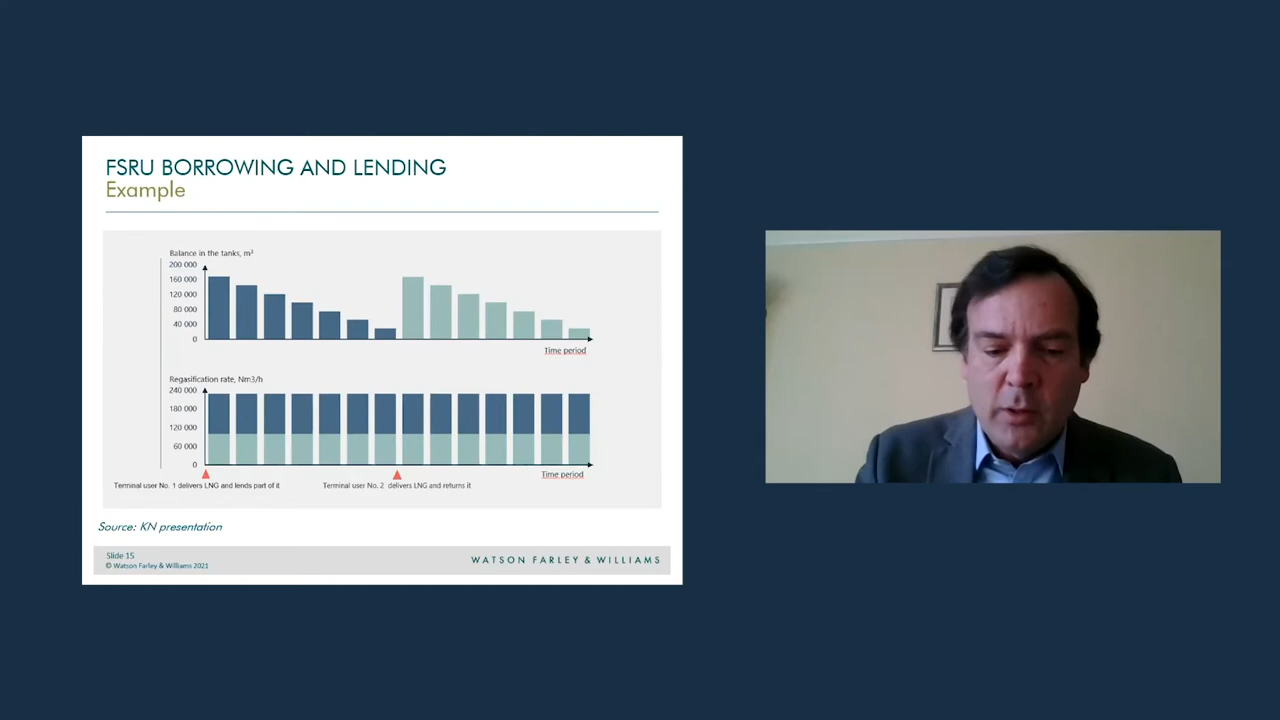 FSRU BORROWING AND LENDING
Example
Balance in the tanks, m³
200 000
160 000
120 000
80 000
40 000
0
Time period
Regasification rate, Nm3/h
240 000
180 000
120 000
60 000
0
Time period
Terminal user No. 1 delivers LNG and lends part of it
Terminal user No. 2 delivers LNG and returns it
Source: KN presentation
Slide 15
© Watson Farley & Williams 2021
WATSON FARLEY & WILLIAMS